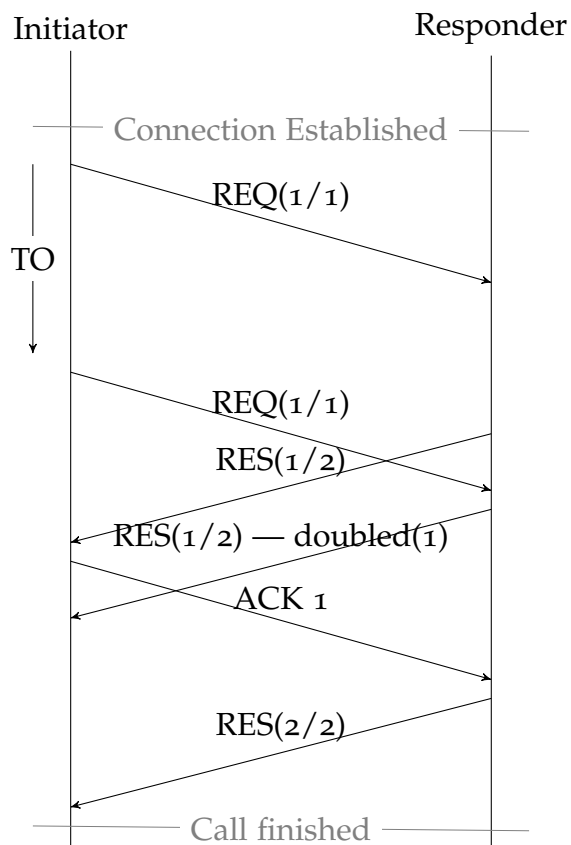 Initiator
Responder
Connection Established
REQ(1/1)
TO
REQ(1/1)
RES(1/2)
RES(1/2) — doubled(1)
ACK 1
RES(2/2)
Call finished